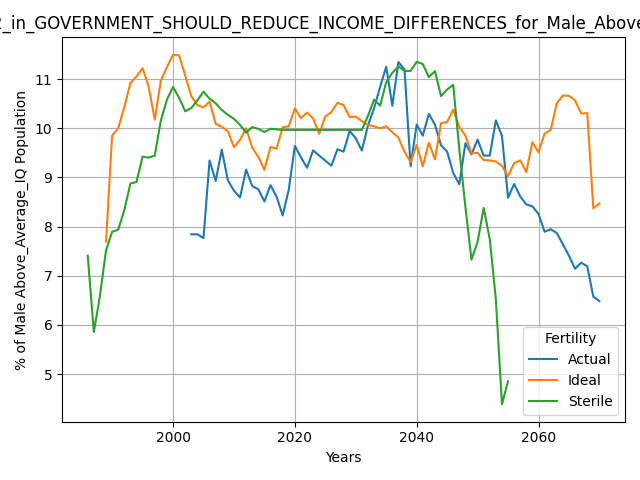 _in_GOVERNMENT_SHOULD_REDUCE_INCOME_DIFFERENCES_for_Male_Above
% of Male Above_Average_IQ Population
11
10
9
8
7
6
5
2000
2020
2040
2060
Years
Fertility
Actual
Ideal
Sterile